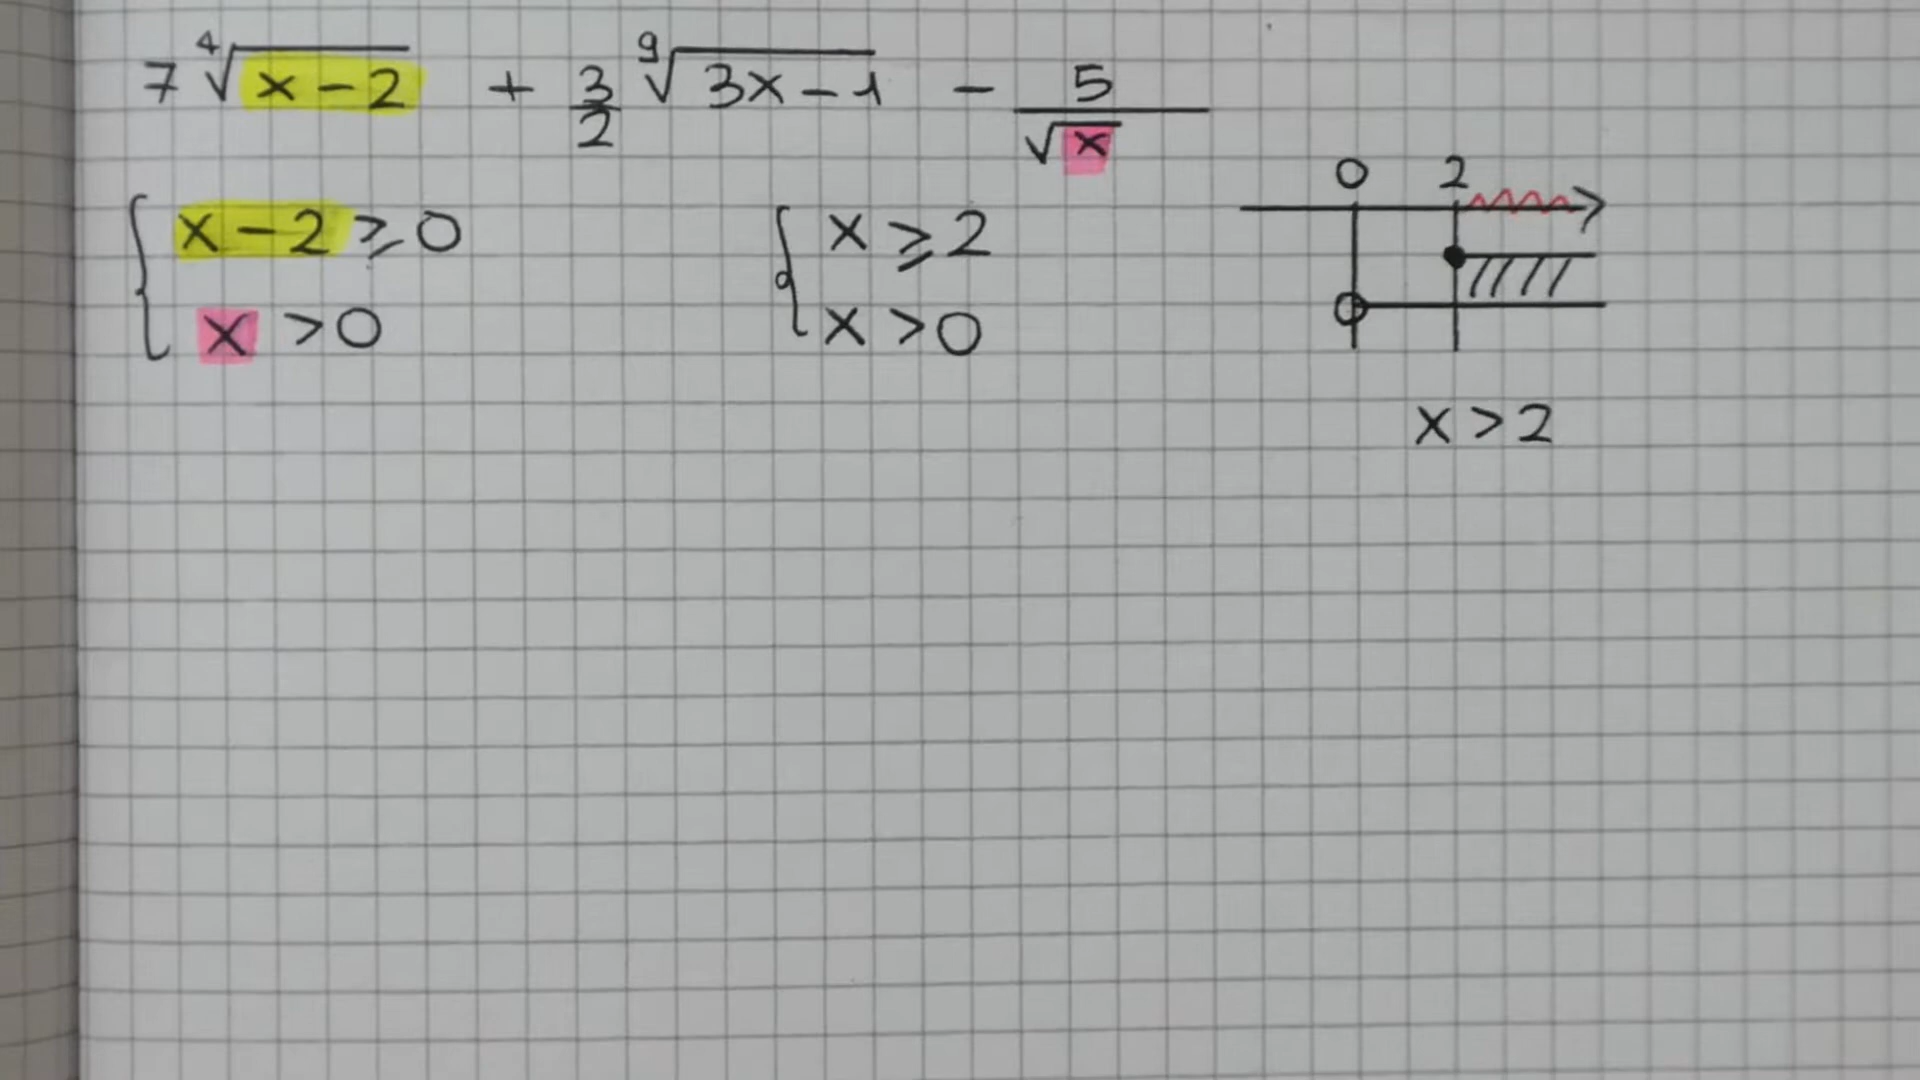 7 ⁴√(x-2) + 3/2 ⁹√(3x-1) - 5/√x
{ x-2 ≥ 0
x > 0
{ x ≥ 2
x > 0
0 2
x > 2